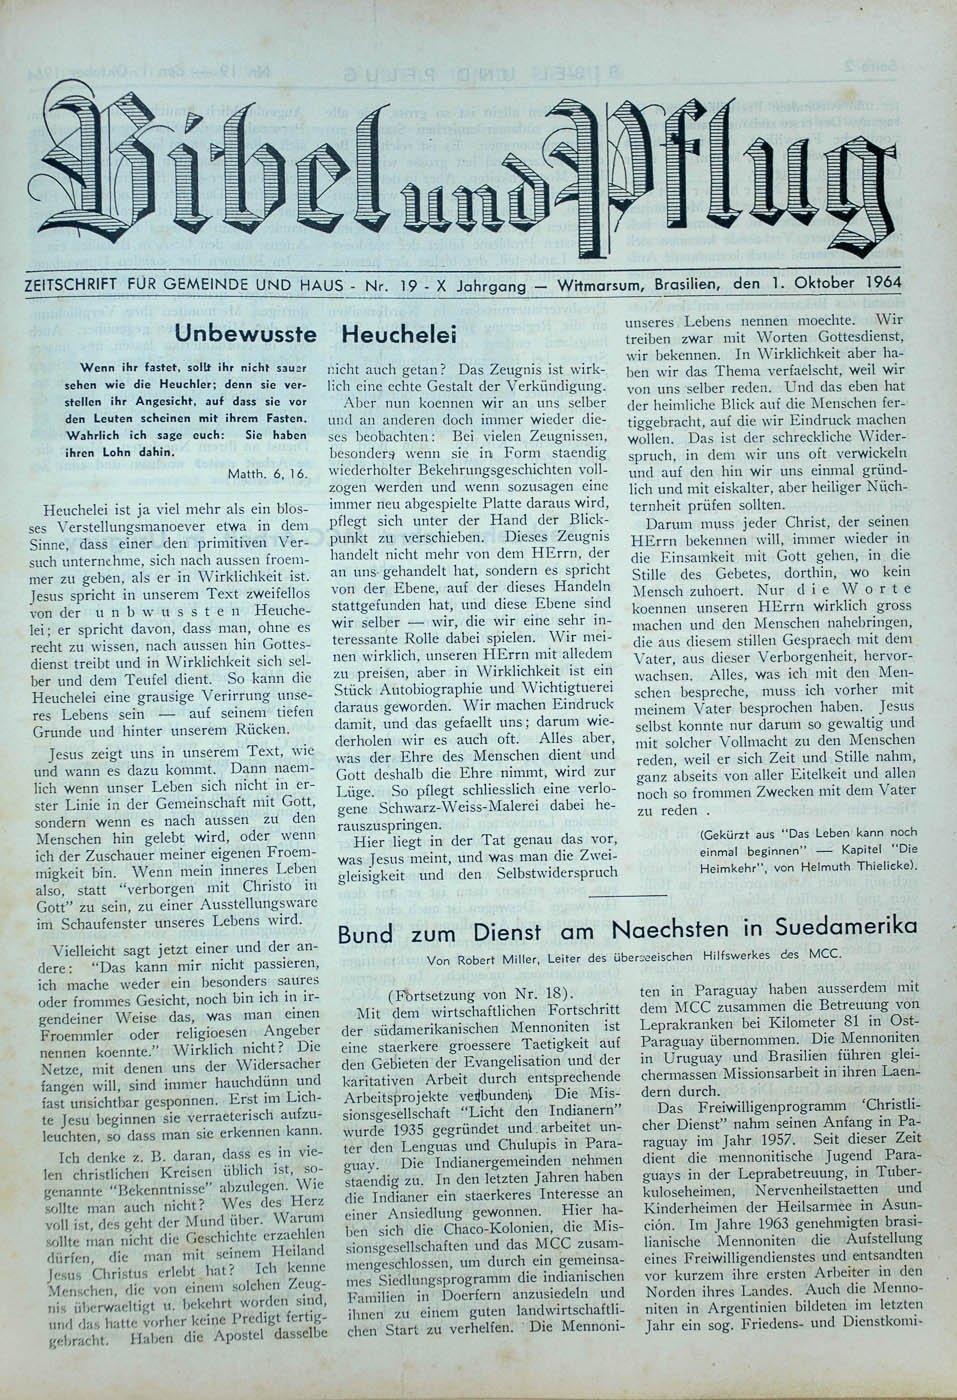 Bibel und Pflug
ZEITSCHRIFT FÜR GEMEINDE UND HAUS - Nr. 19 - X Jahrgang — Witmarsum, Brasilien, den 1. Oktober 1964
Unbewusste Heuchelei
Wenn ihr fastet, sollt ihr nicht sauer
sehen wie die Heuchler; denn sie ver-
stellen ihr Angesicht, auf dass sie vor
den Leuten scheinen mit ihrem Fasten.
Wahrlich ich sage euch: Sie haben
ihren Lohn dahin.
Matth. 6, 16.
Heuchelei ist ja viel mehr als ein blos-
ses Verstellungsmanoever etwa in dem
Sinne, dass einer den primitiven Ver-
such unternehme, sich nach aussen froem-
mer zu geben, als er in Wirklichkeit ist.
Jesus spricht in unserem Text zweifellos
von der u n b w u s s t e n Heuche-
lei; er spricht davon, dass man, ohne es
recht zu wissen, nach aussen hin Gottes-
dienst treibt und in Wirklichkeit sich sel-
ber und dem Teufel dient. So kann die
Heuchelei eine grausige Verirrung unse-
res Lebens sein — auf seinem tiefen
Grunde und hinter unserem Rücken.
Jesus zeigt uns in unserem Text, wie
und wann es dazu kommt. Dann naem-
lich wenn unser Leben sich nicht in er-
ster Linie in der Gemeinschaft mit Gott,
sondern wenn es nach aussen zu den
Menschen hin gelebt wird, oder wenn
ich der Zuschauer meiner eigenen Froem-
migkeit bin. Wenn mein inneres Leben
also, statt "verborgen mit Christo in
Gott" zu sein, zu einer Ausstellungsware
im Schaufenster unseres Lebens wird.
Vielleicht sagt jetzt einer und der an-
dere: "Das kann mir nicht passieren,
ich mache weder ein besonders saures
oder frommes Gesicht, noch bin ich in ir-
gendeiner Weise das, was man einen
Froemmler oder religioesen Angeber
nennen koennte." Wirklich nicht? Die
Netze, mit denen uns der Widersacher
fangen will, sind immer hauchdünn und
fast unsichtbar gesponnen. Erst im Lich-
te Jesu beginnen sie verraeterisch aufzu-
leuchten, so dass man sie erkennen kann.
Ich denke z. B. daran, dass es in vie-
len christlichen Kreisen üblich ist, so-
genannte "Bekenntnisse" abzulegen. Wie
sollte man auch nicht? Wes des Herz
voll ist, des geht der Mund über. Warum
sollte man nicht die Geschichte erzaehlen
dürfen, die man mit seinem Heiland
Jesus Christus erlebt hat? Ich kenne
Menschen, die von einem solchen Zeug-
nis überwaeltigt u. bekehrt worden sind,
und das hatte vorher keine Predigt fertig-
gebracht. Haben die Apostel dasselbe
nicht auch getan? Das Zeugnis ist wirk-
lich eine echte Gestalt der Verkündigung.
Aber nun koennen wir an uns selber
und an anderen doch immer wieder die-
ses beobachten: Bei vielen Zeugnissen,
besonders wenn sie in Form staendig
wiederholter Bekehrungsgeschichten voll-
zogen werden und wenn sozusagen eine
immer neu abgespielte Platte daraus wird,
pflegt sich unter der Hand der Blick-
punkt zu verschieben. Dieses Zeugnis
handelt nicht mehr von dem HErrn, der
an uns gehandelt hat, sondern es spricht
von der Ebene, auf der dieses Handeln
stattgefunden hat, und diese Ebene sind
wir selber — wir, die wir eine sehr in-
teressante Rolle dabei spielen. Wir mei-
nen wirklich, unseren HErrn mit alledem
zu preisen, aber in Wirklichkeit ist ein
Stück Autobiographie und Wichtigtuerei
daraus geworden. Wir machen Eindruck
damit, und das gefaellt uns; darum wie-
derholen wir es auch oft. Alles aber,
was der Ehre des Menschen dient und
Gott deshalb die Ehre nimmt, wird zur
Lüge. So pflegt schliesslich eine verlo-
gene Schwarz-Weiss-Malerei dabei he-
rauszuspringen.
Hier liegt in der Tat genau das vor,
was Jesus meint, und was man die Zwei-
gleisigkeit und den Selbstwiderspruch
unseres Lebens nennen moechte. Wir
treiben zwar mit Worten Gottesdienst,
wir bekennen. In Wirklichkeit aber ha-
ben wir das Thema verfaelscht, weil wir
von uns selber reden. Und das eben hat
der heimliche Blick auf die Menschen fer-
tiggebracht, auf die wir Eindruck machen
wollen. Das ist der schreckliche Wider-
spruch, in dem wir uns oft verwickeln
und auf den hin wir uns einmal gründ-
lich und mit eiskalter, aber heiliger Nüch-
ternheit prüfen sollten.
Darum muss jeder Christ, der seinen
HErrn bekennen will, immer wieder in
die Einsamkeit mit Gott gehen, in die
Stille des Gebetes, dorthin, wo kein
Mensch zuhoert. Nur d i e W o r t e
koennen unseren HErrn wirklich gross
machen und den Menschen nahebringen,
die aus diesem stillen Gespraech mit dem
Vater, aus dieser Verborgenheit, hervor-
wachsen. Alles, was ich mit den Men-
schen bespreche, muss ich vorher mit
meinem Vater besprochen haben. Jesus
selbst konnte nur darum so gewaltig und
mit solcher Vollmacht zu den Menschen
reden, weil er sich Zeit und Stille nahm,
ganz abseits von aller Eitelkeit und allen
noch so frommen Zwecken mit dem Vater
zu reden .
(Gekürzt aus "Das Leben kann noch
einmal beginnen" — Kapitel "Die
Heimkehr", von Helmuth Thielicke).
Bund zum Dienst am Naechsten in Suedamerika
Von Robert Miller, Leiter des überseeischen Hilfswerkes des MCC.
(Fortsetzung von Nr. 18).
Mit dem wirtschaftlichen Fortschritt
der südamerikanischen Mennoniten ist
eine staerkere groessere Taetigkeit auf
den Gebieten der Evangelisation und der
karitativen Arbeit durch entsprechende
Arbeitsprojekte verbunden. Die Mis-
sionsgesellschaft "Licht den Indianern"
wurde 1935 gegründet und arbeitet un-
ter den Lenguas und Chulupis in Para-
guay. Die Indianergemeinden nehmen
staendig zu. In den letzten Jahren haben
die Indianer ein staerkeres Interesse an
einer Ansiedlung gewonnen. Hier ha-
ben sich die Chaco-Kolonien, die Mis-
sionsgesellschaften und das MCC zusam-
mengeschlossen, um durch ein gemeinsa-
mes Siedlungsprogramm die indianischen
Familien in Doerfern anzusiedeln und
ihnen zu einem guten landwirtschaftli-
chen Start zu verhelfen. Die Mennoni-
ten in Paraguay haben ausserdem mit
dem MCC zusammen die Betreuung von
Leprakranken bei Kilometer 81 in Ost-
Paraguay übernommen. Die Mennoniten
in Uruguay und Brasilien führen glei-
chermassen Missionsarbeit in ihren Laen-
dern durch.
Das Freiwilligenprogramm 'Christli-
cher Dienst" nahm seinen Anfang in Pa-
raguay im Jahr 1957. Seit dieser Zeit
dient die mennonitische Jugend Para-
guays in der Leprabetreuung, in Tuber-
kuloseheimen, Nervenheilstaetten und
Kinderheimen der Heilsarmee in Asun-
ción. Im Jahre 1963 genehmigten brasi-
lianische Mennoniten die Aufstellung
eines Freiwilligendienstes und entsandten
vor kurzem ihre ersten Arbeiter in den
Norden ihres Landes. Auch die Menno-
niten in Argentinien bildeten im letzten
Jahr ein sog. Friedens- und Dienstkomi-